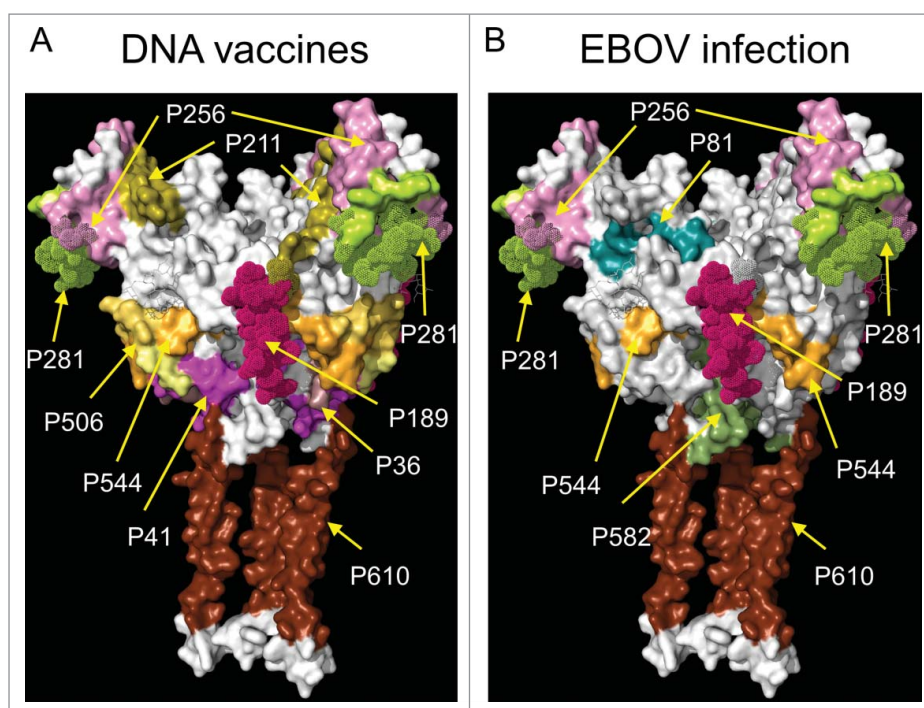 A
DNA vaccines
P256
P211
P281
P281
P506
P189
P36
P544
P41
P610
B
EBOV infection
P256
P81
P281
P281
P189
P544
P544
P582
P610